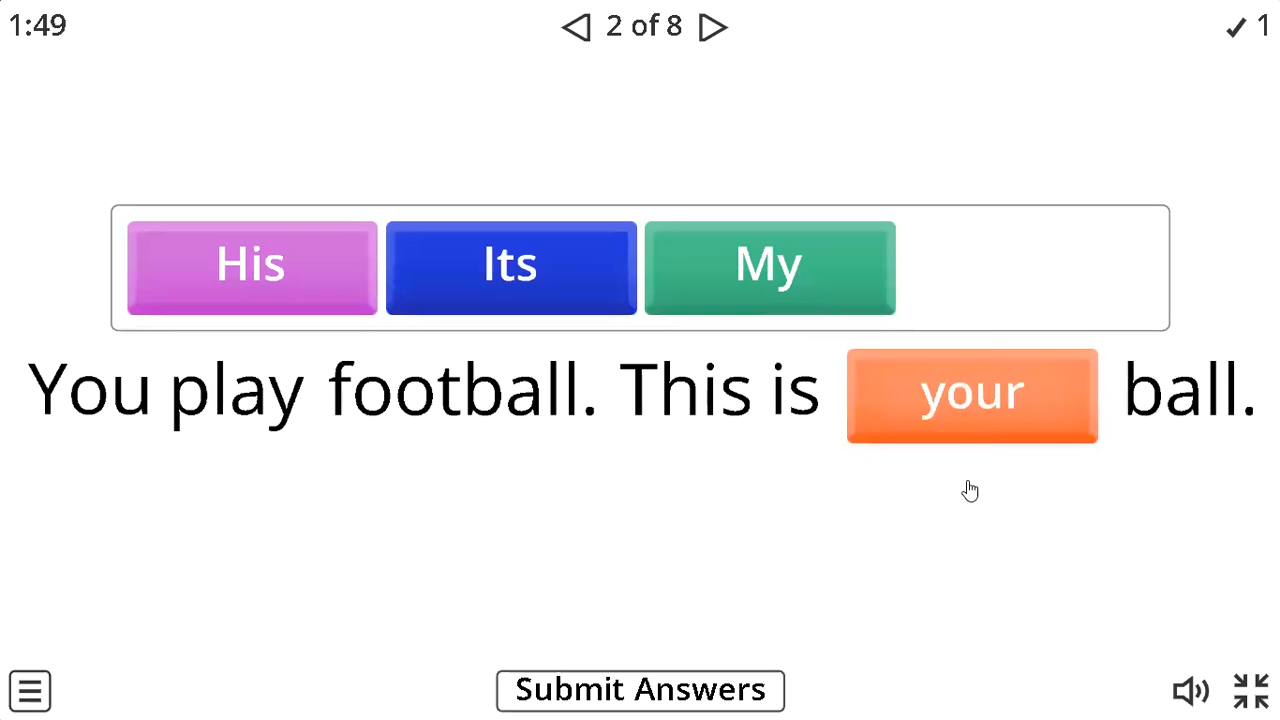 1:49
2 of 8
✓ 1
His Its My
You play football. This is your ball.
Submit Answers